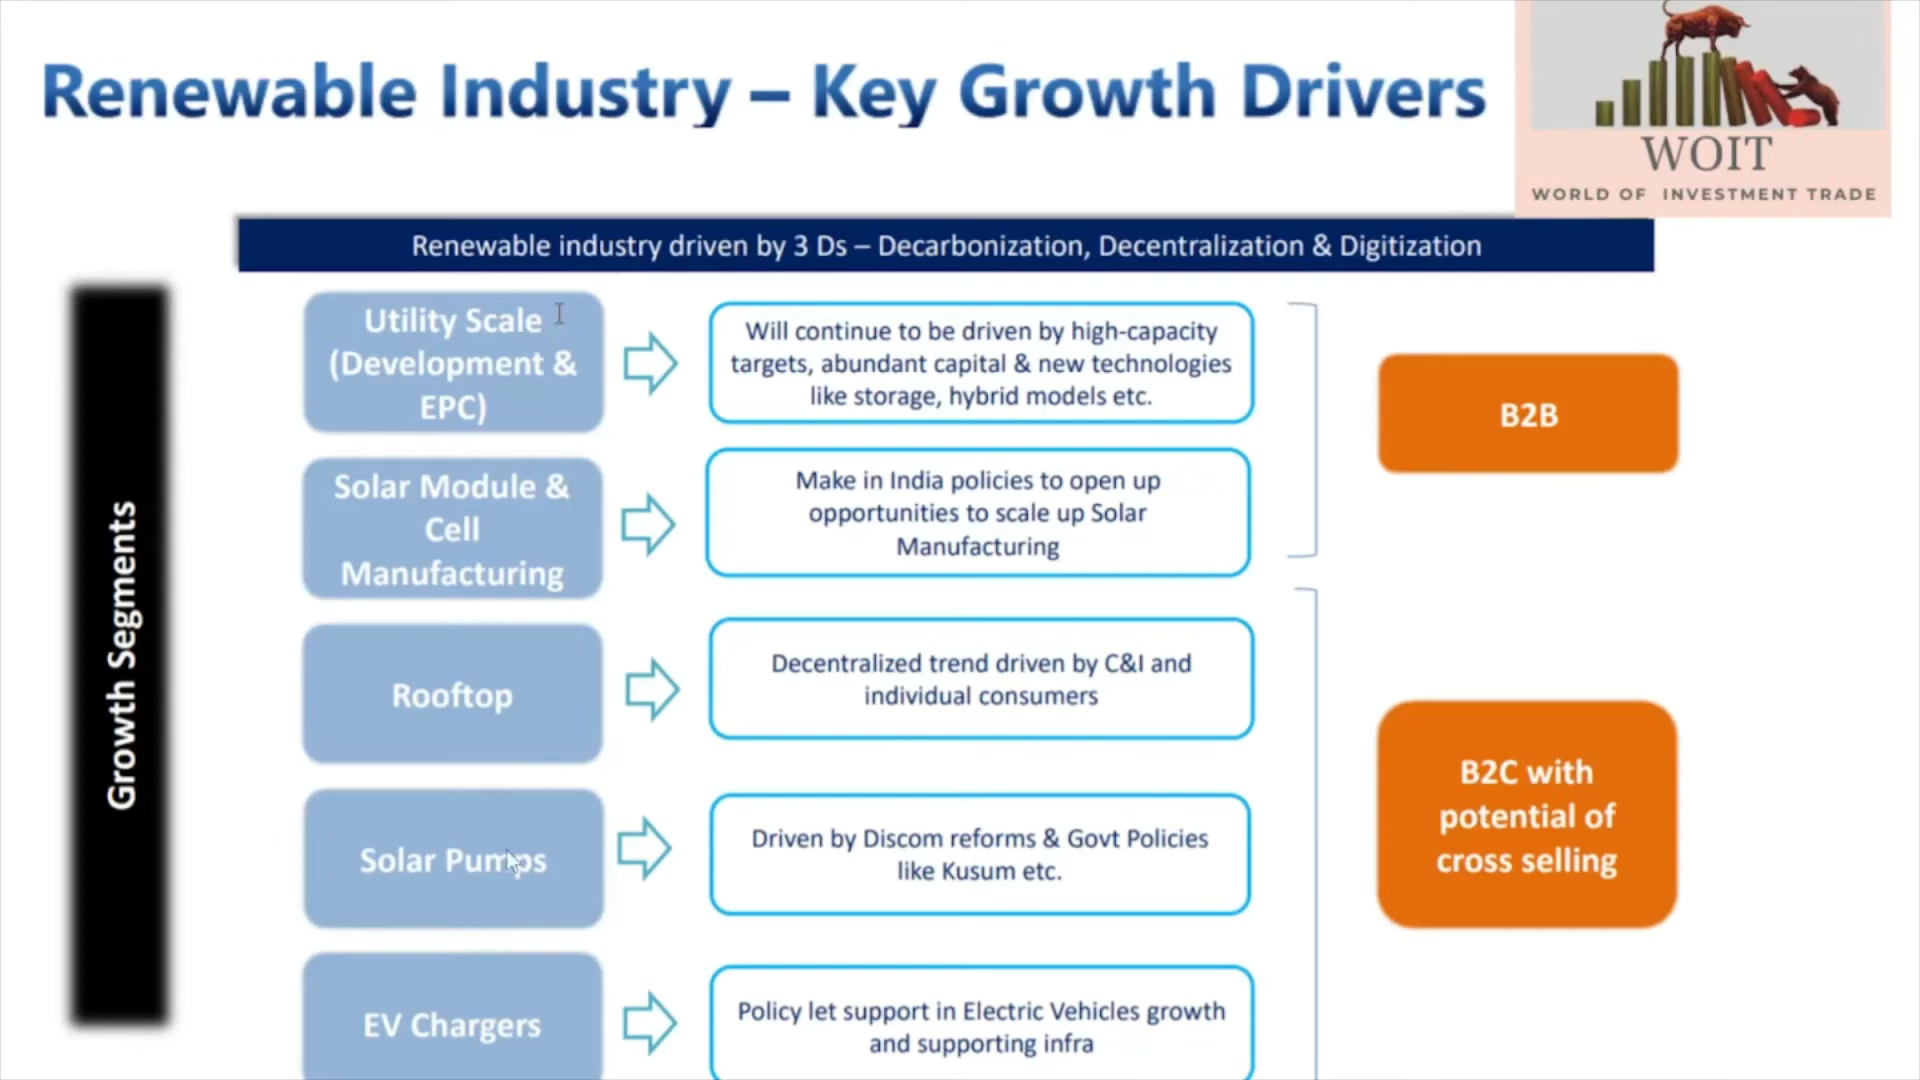 Renewable Industry – Key Growth Drivers
WOIT
WORLD OF INVESTMENT TRADE
Renewable industry driven by 3 Ds – Decarbonization, Decentralization & Digitization
Growth Segments
Utility Scale
(Development &
EPC)
Will continue to be driven by high-capacity
targets, abundant capital & new technologies
like storage, hybrid models etc.
B2B
Solar Module &
Cell
Manufacturing
Make in India policies to open up
opportunities to scale up Solar
Manufacturing
Rooftop
Decentralized trend driven by C&I and
individual consumers
B2C with
potential of
cross selling
Solar Pumps
Driven by Discom reforms & Govt Policies
like Kusum etc.
EV Chargers
Policy let support in Electric Vehicles growth
and supporting infra